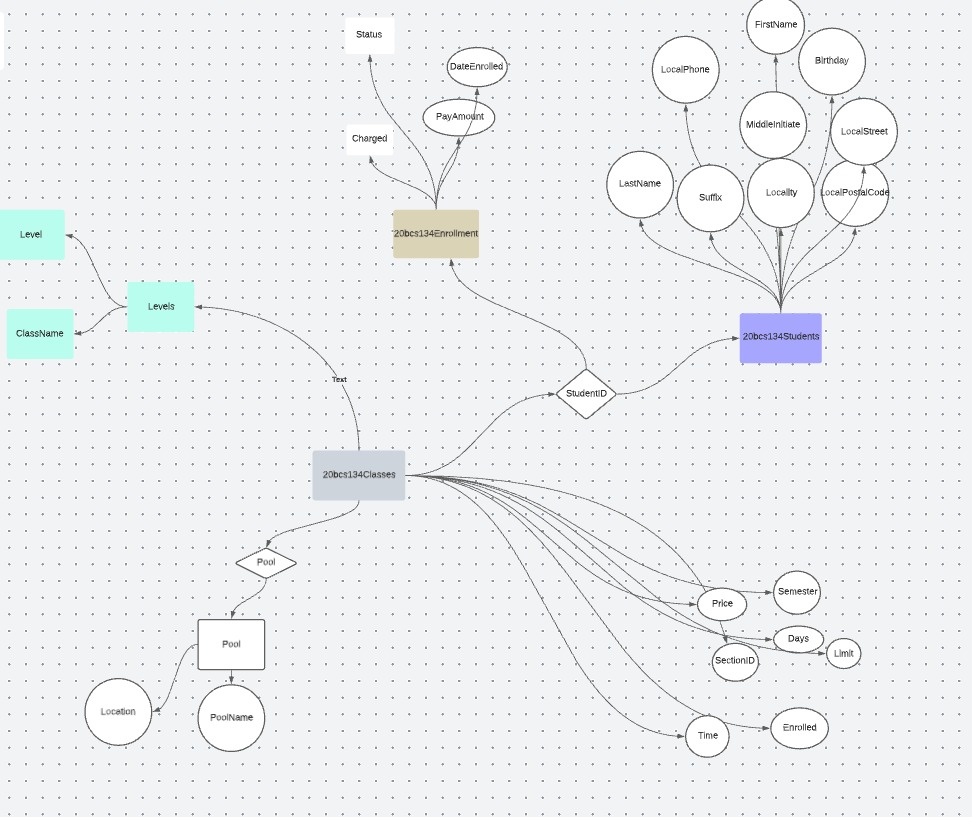 FirstName
Status
Birthday
DateEnrolled
LocalPhone
PayAmount
MiddleInitiate
LocalStreet
Charged
LastName
Suffix
Locality
LocalPostalCode
Level
20bcs134Enrollment
Levels
ClassName
20bcs134Students
Text
StudentID
20bcs134Classes
Pool
Semester
Price
Pool
Days
Limit
SectionID
Location
PoolName
Time
Enrolled